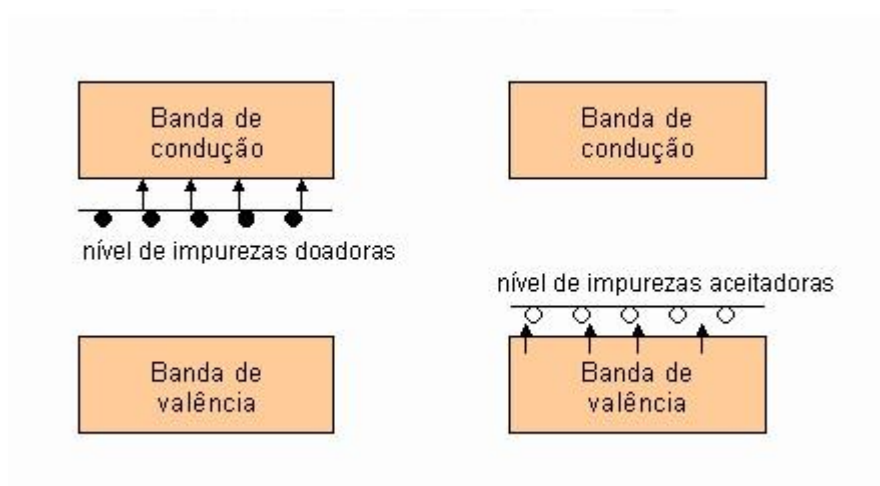 Banda de
condução
nível de impurezas doadoras
Banda de
valência
Banda de
condução
nível de impurezas aceitadoras
Banda de
valência